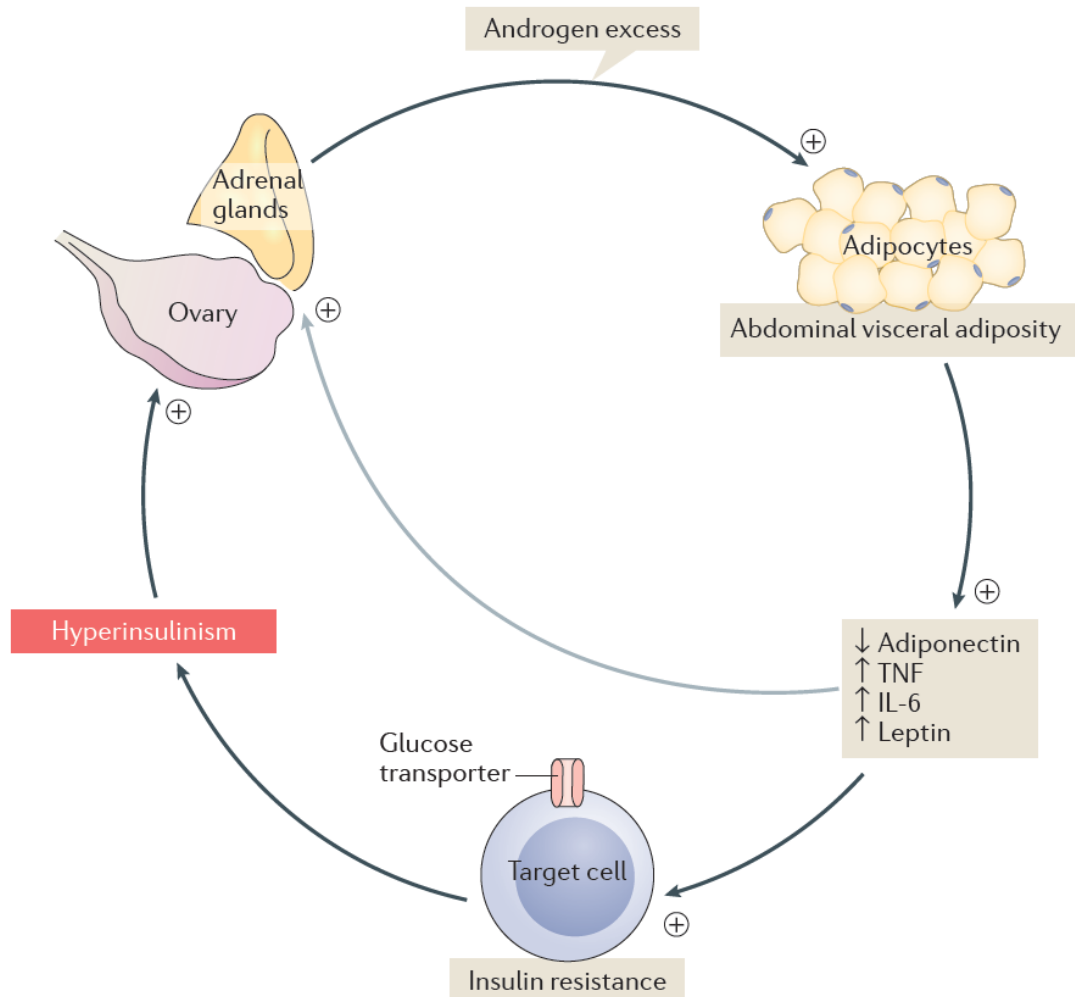 Androgen excess
Adrenal
glands
Ovary
Adipocytes
Abdominal visceral adiposity
↓ Adiponectin
↑ TNF
↑ IL-6
↑ Leptin
Hyperinsulinism
Glucose
transporter
Target cell
Insulin resistance